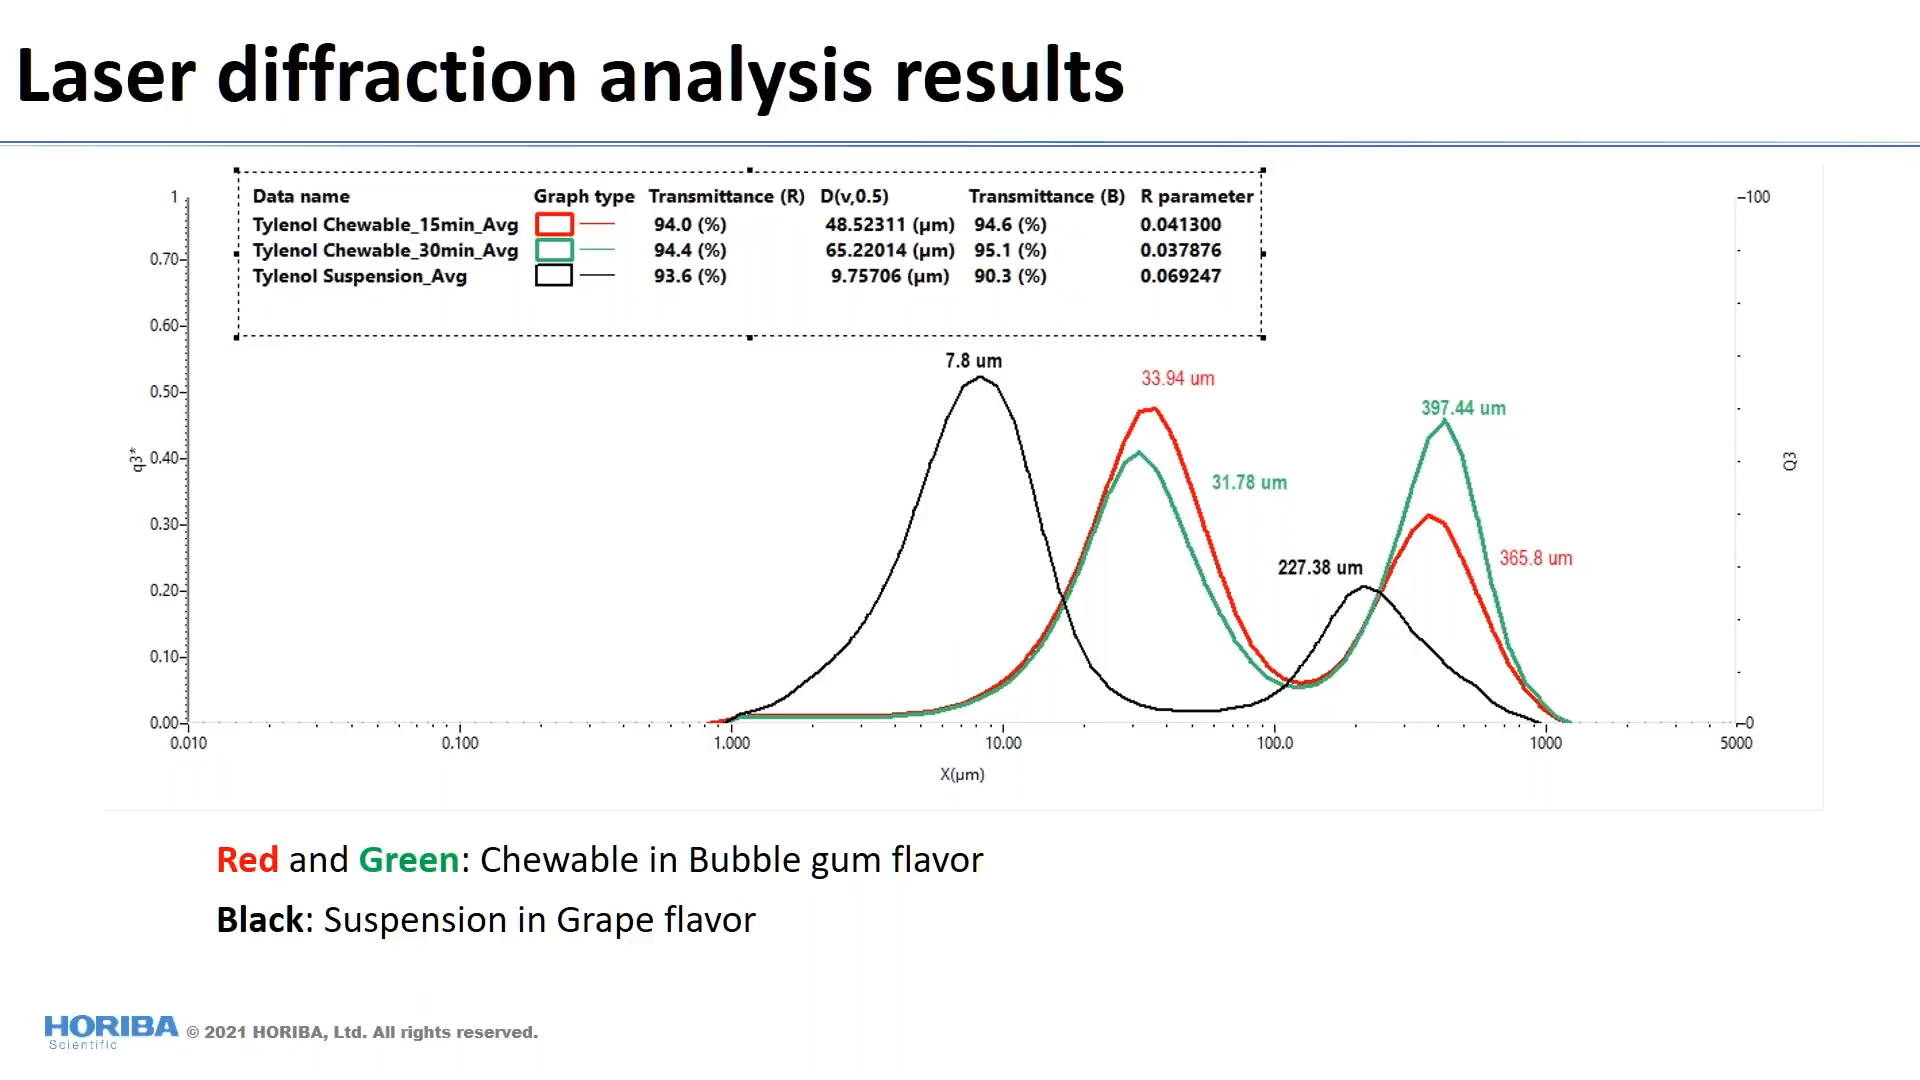 Laser diffraction analysis results
Data name Graph type Transmittance (R) D(v,0.5) Transmittance (B) R parameter
Tylenol Chewable_15min_Avg 94.0 (%) 48.52311 (µm) 94.6 (%) 0.041300
Tylenol Chewable_30min_Avg 94.4 (%) 65.22014 (µm) 95.1 (%) 0.037876
Tylenol Suspension_Avg 93.6 (%) 9.75706 (µm) 90.3 (%) 0.069247
1
0.70
0.60
0.50
0.40
0.30
0.20
0.10
0.00
q3*
100
0
Q3
7.8 um
33.94 um
397.44 um
31.78 um
365.8 um
227.38 um
0.010 0.100 1.000 10.00 100.0 1000 5000
X(µm)
Red and Green: Chewable in Bubble gum flavor
Black: Suspension in Grape flavor
HORIBA
Scientific
© 2021 HORIBA, Ltd. All rights reserved.